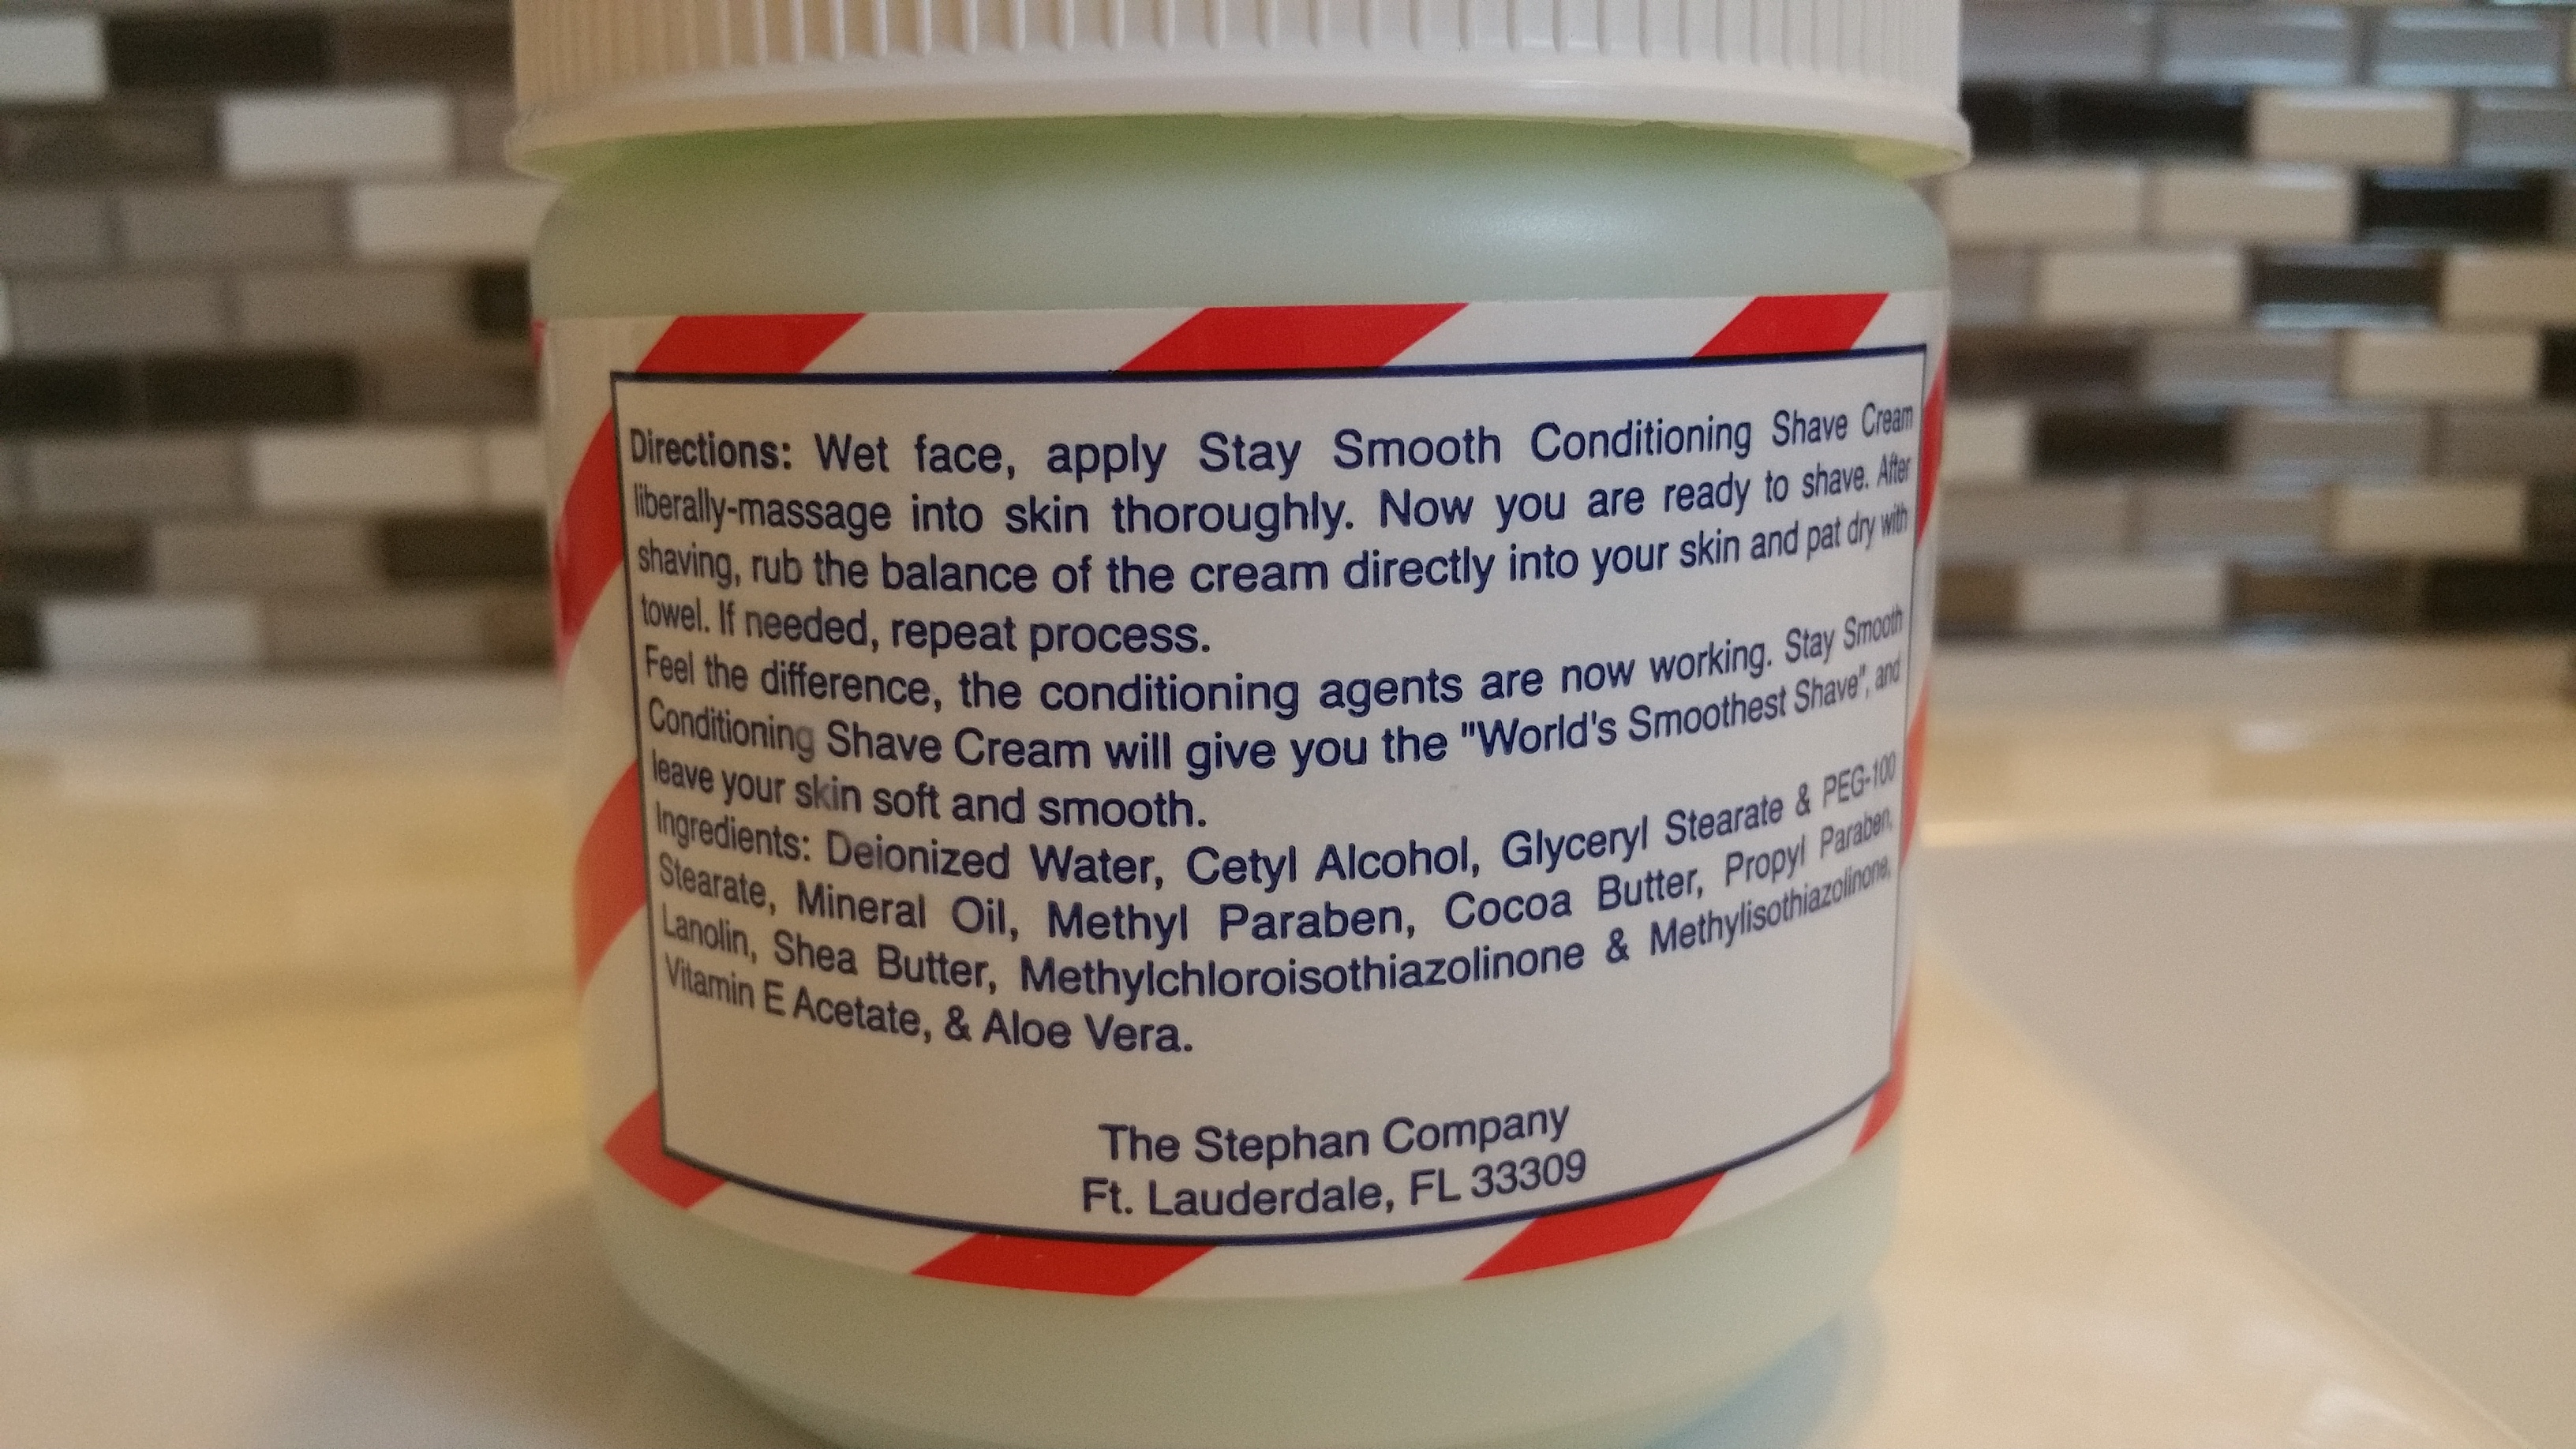 Directions: Wet face, apply Stay Smooth Conditioning Shave Cream
liberally-massage into skin thoroughly. Now you are ready to shave. After
shaving, rub the balance of the cream directly into your skin and pat dry with
towel. If needed, repeat process.
Feel the difference, the conditioning agents are now working. Stay Smooth
Conditioning Shave Cream will give you the "World's Smoothest Shave", and
leave your skin soft and smooth.
Ingredients: Deionized Water, Cetyl Alcohol, Glyceryl Stearate & PEG-100
Stearate, Mineral Oil, Methyl Paraben, Cocoa Butter, Propyl Paraben,
Lanolin, Shea Butter, Methylchloroisothiazolinone & Methylisothiazolinone,
Vitamin E Acetate, & Aloe Vera.
The Stephan Company
Ft. Lauderdale, FL 33309